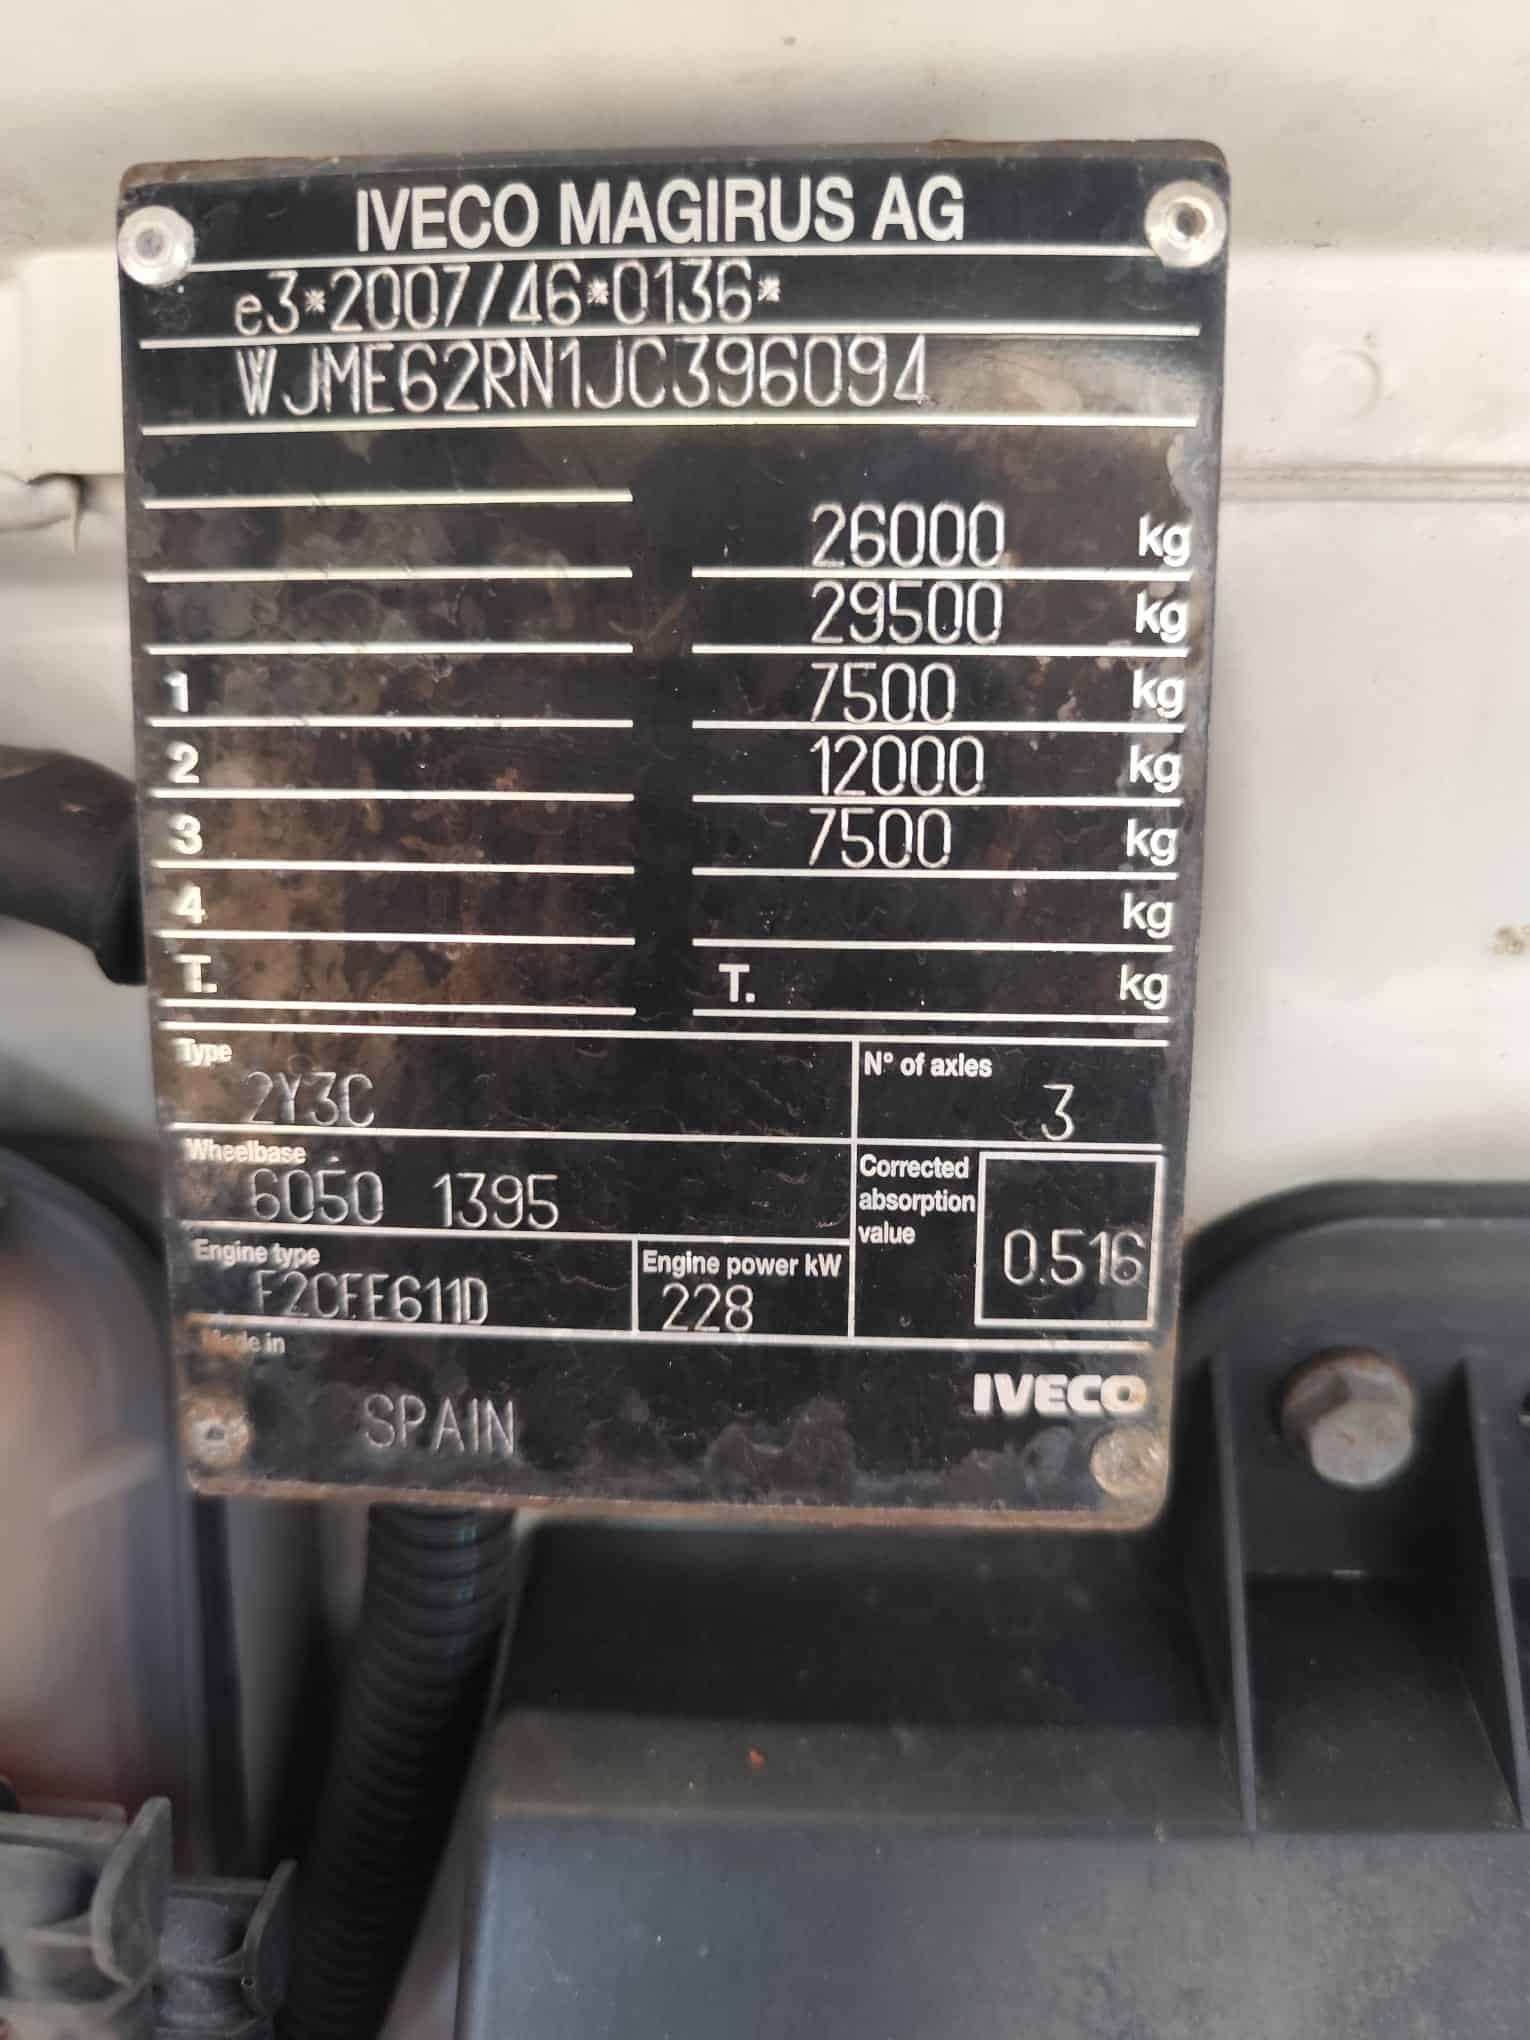 IVECO MAGIRUS AG
e3*2007/46*0136*
WJME62RN1JC396094
26000 kg
29500 kg
1 7500 kg
2 12000 kg
3 7500 kg
4 kg
T. T. kg
Type
2Y3C
N° of axles
3
Wheelbase
6050 1395
Corrected
absorption
value
0.516
Engine type
F2CFE611D
Engine power kW
228
Made in
SPAIN
IVECO